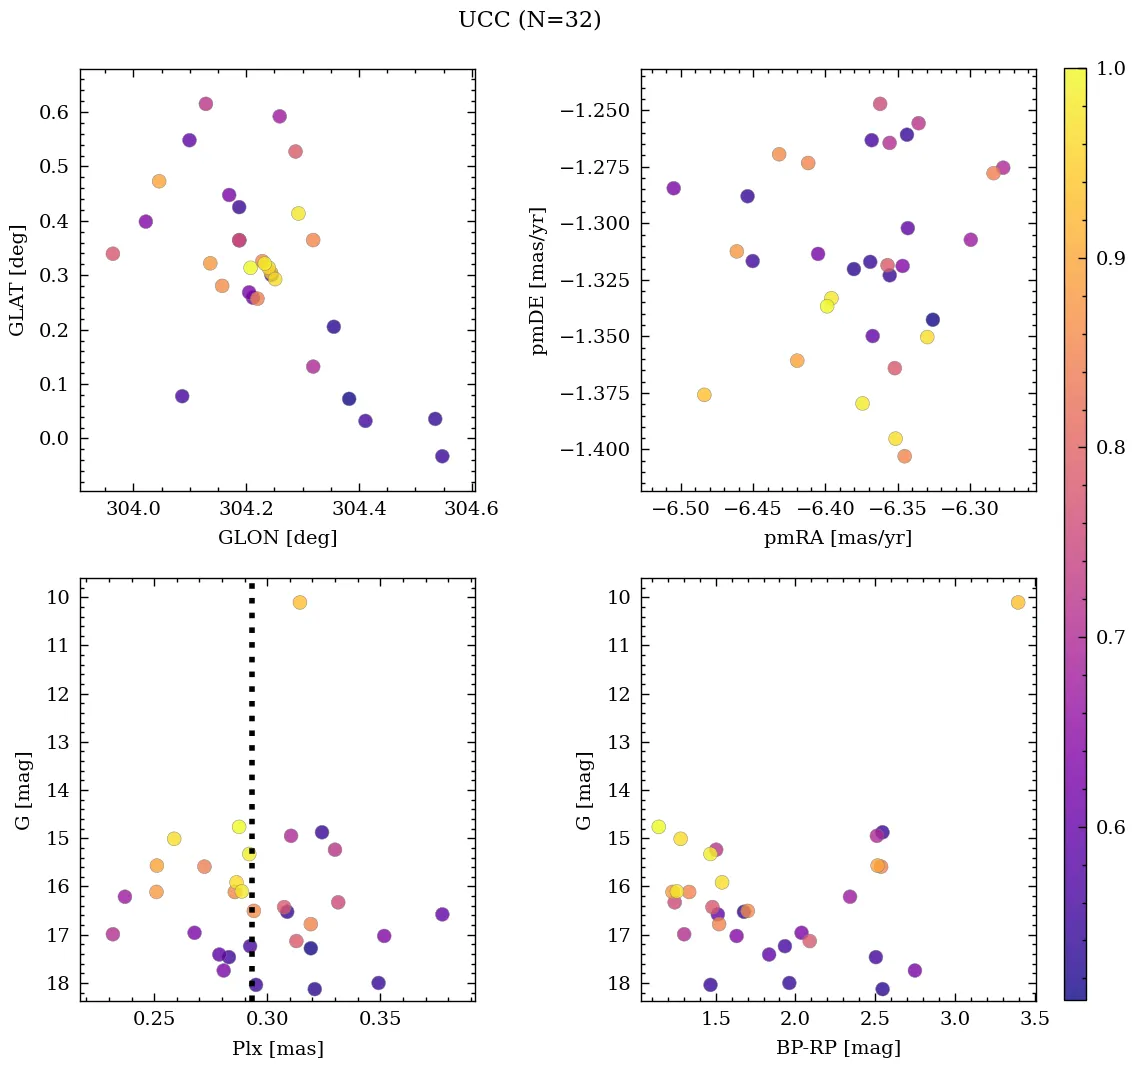 UCC (N=32)
0.6
0.5
0.4
0.3
0.2
0.1
0.0
GLAT [deg]
304.0 304.2 304.4 304.6
GLON [deg]
−1.250
−1.275
−1.300
−1.325
−1.350
−1.375
−1.400
pmDE [mas/yr]
−6.50 −6.45 −6.40 −6.35 −6.30
pmRA [mas/yr]
1.0
0.9
0.8
0.7
0.6
10
11
12
13
14
15
16
17
18
G [mag]
0.25 0.30 0.35
Plx [mas]
10
11
12
13
14
15
16
17
18
G [mag]
1.5 2.0 2.5 3.0 3.5
BP-RP [mag]